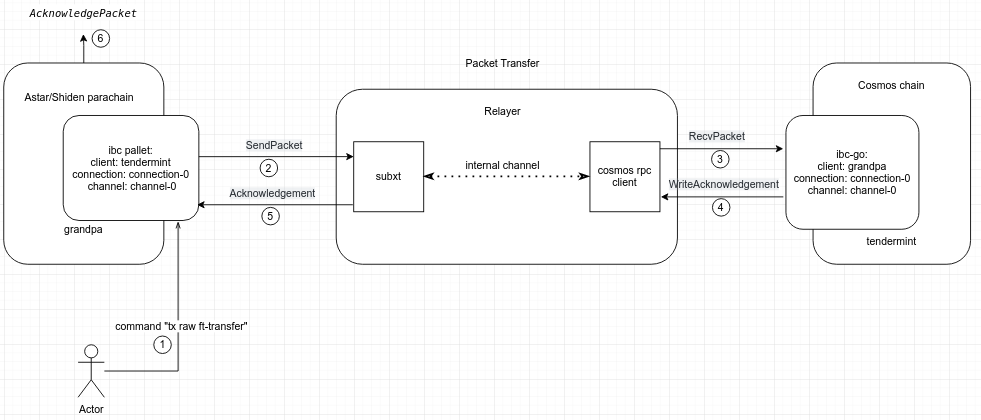 AcknowledgePacket
6
Packet Transfer
Astar/Shiden parachain
ibc pallet:
client: tendermint
connection: connection-0
channel: channel-0
grandpa
SendPacket
2
Acknowledgement
5
Relayer
subxt
internal channel
cosmos rpc
client
RecvPacket
3
WriteAcknowledgement
4
Cosmos chain
ibc-go:
client: grandpa
connection: connection-0
channel: channel-0
tendermint
command "tx raw ft-transfer"
1
Actor